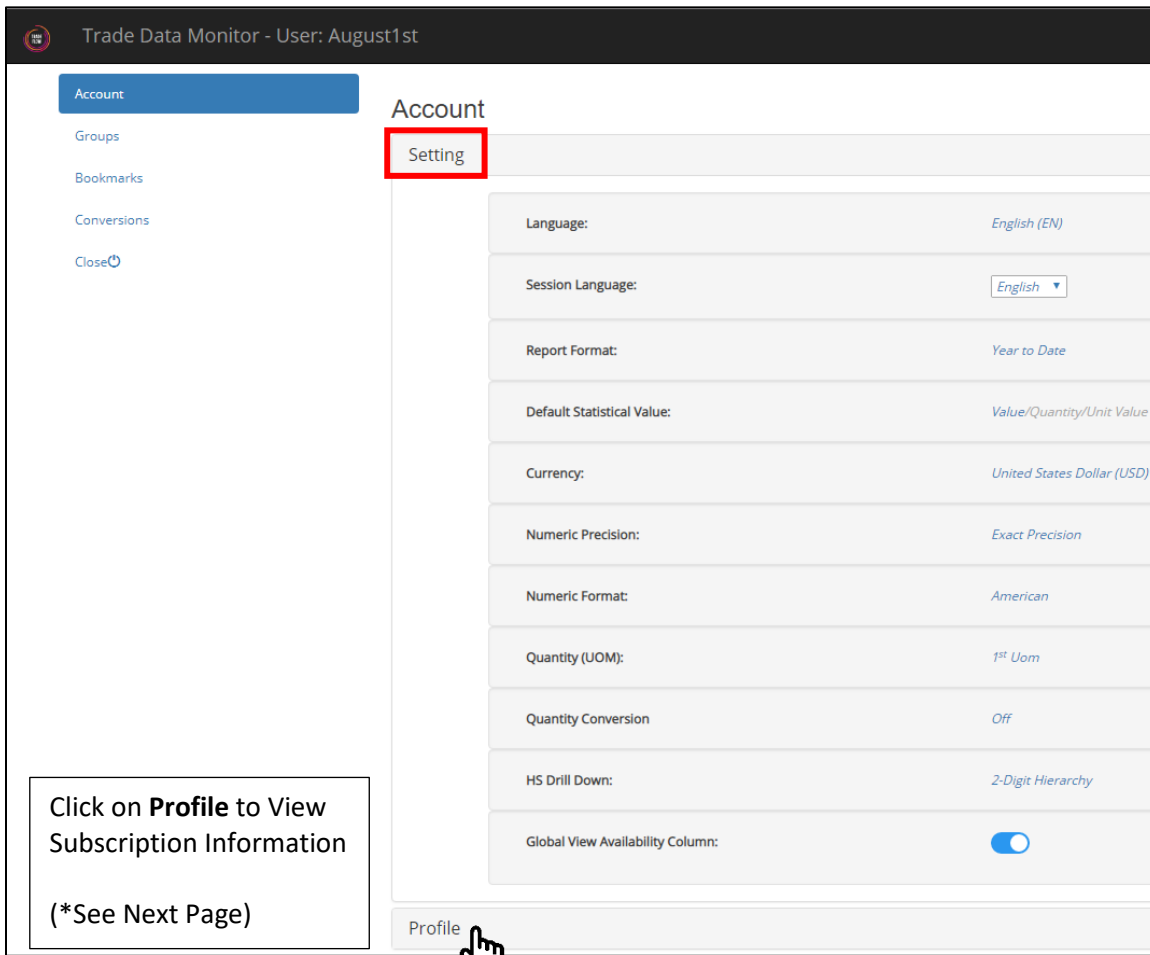 TRADE FLOW
Trade Data Monitor - User: August1st
Account
Groups
Bookmarks
Conversions
Close
Account
Setting
Language: English (EN)
Session Language: English
Report Format: Year to Date
Default Statistical Value: Value/Quantity/Unit Value
Currency: United States Dollar (USD)
Numeric Precision: Exact Precision
Numeric Format: American
Quantity (UOM): 1st Uom
Quantity Conversion Off
HS Drill Down: 2-Digit Hierarchy
Global View Availability Column:
Click on Profile to View
Subscription Information
(*See Next Page)
Profile